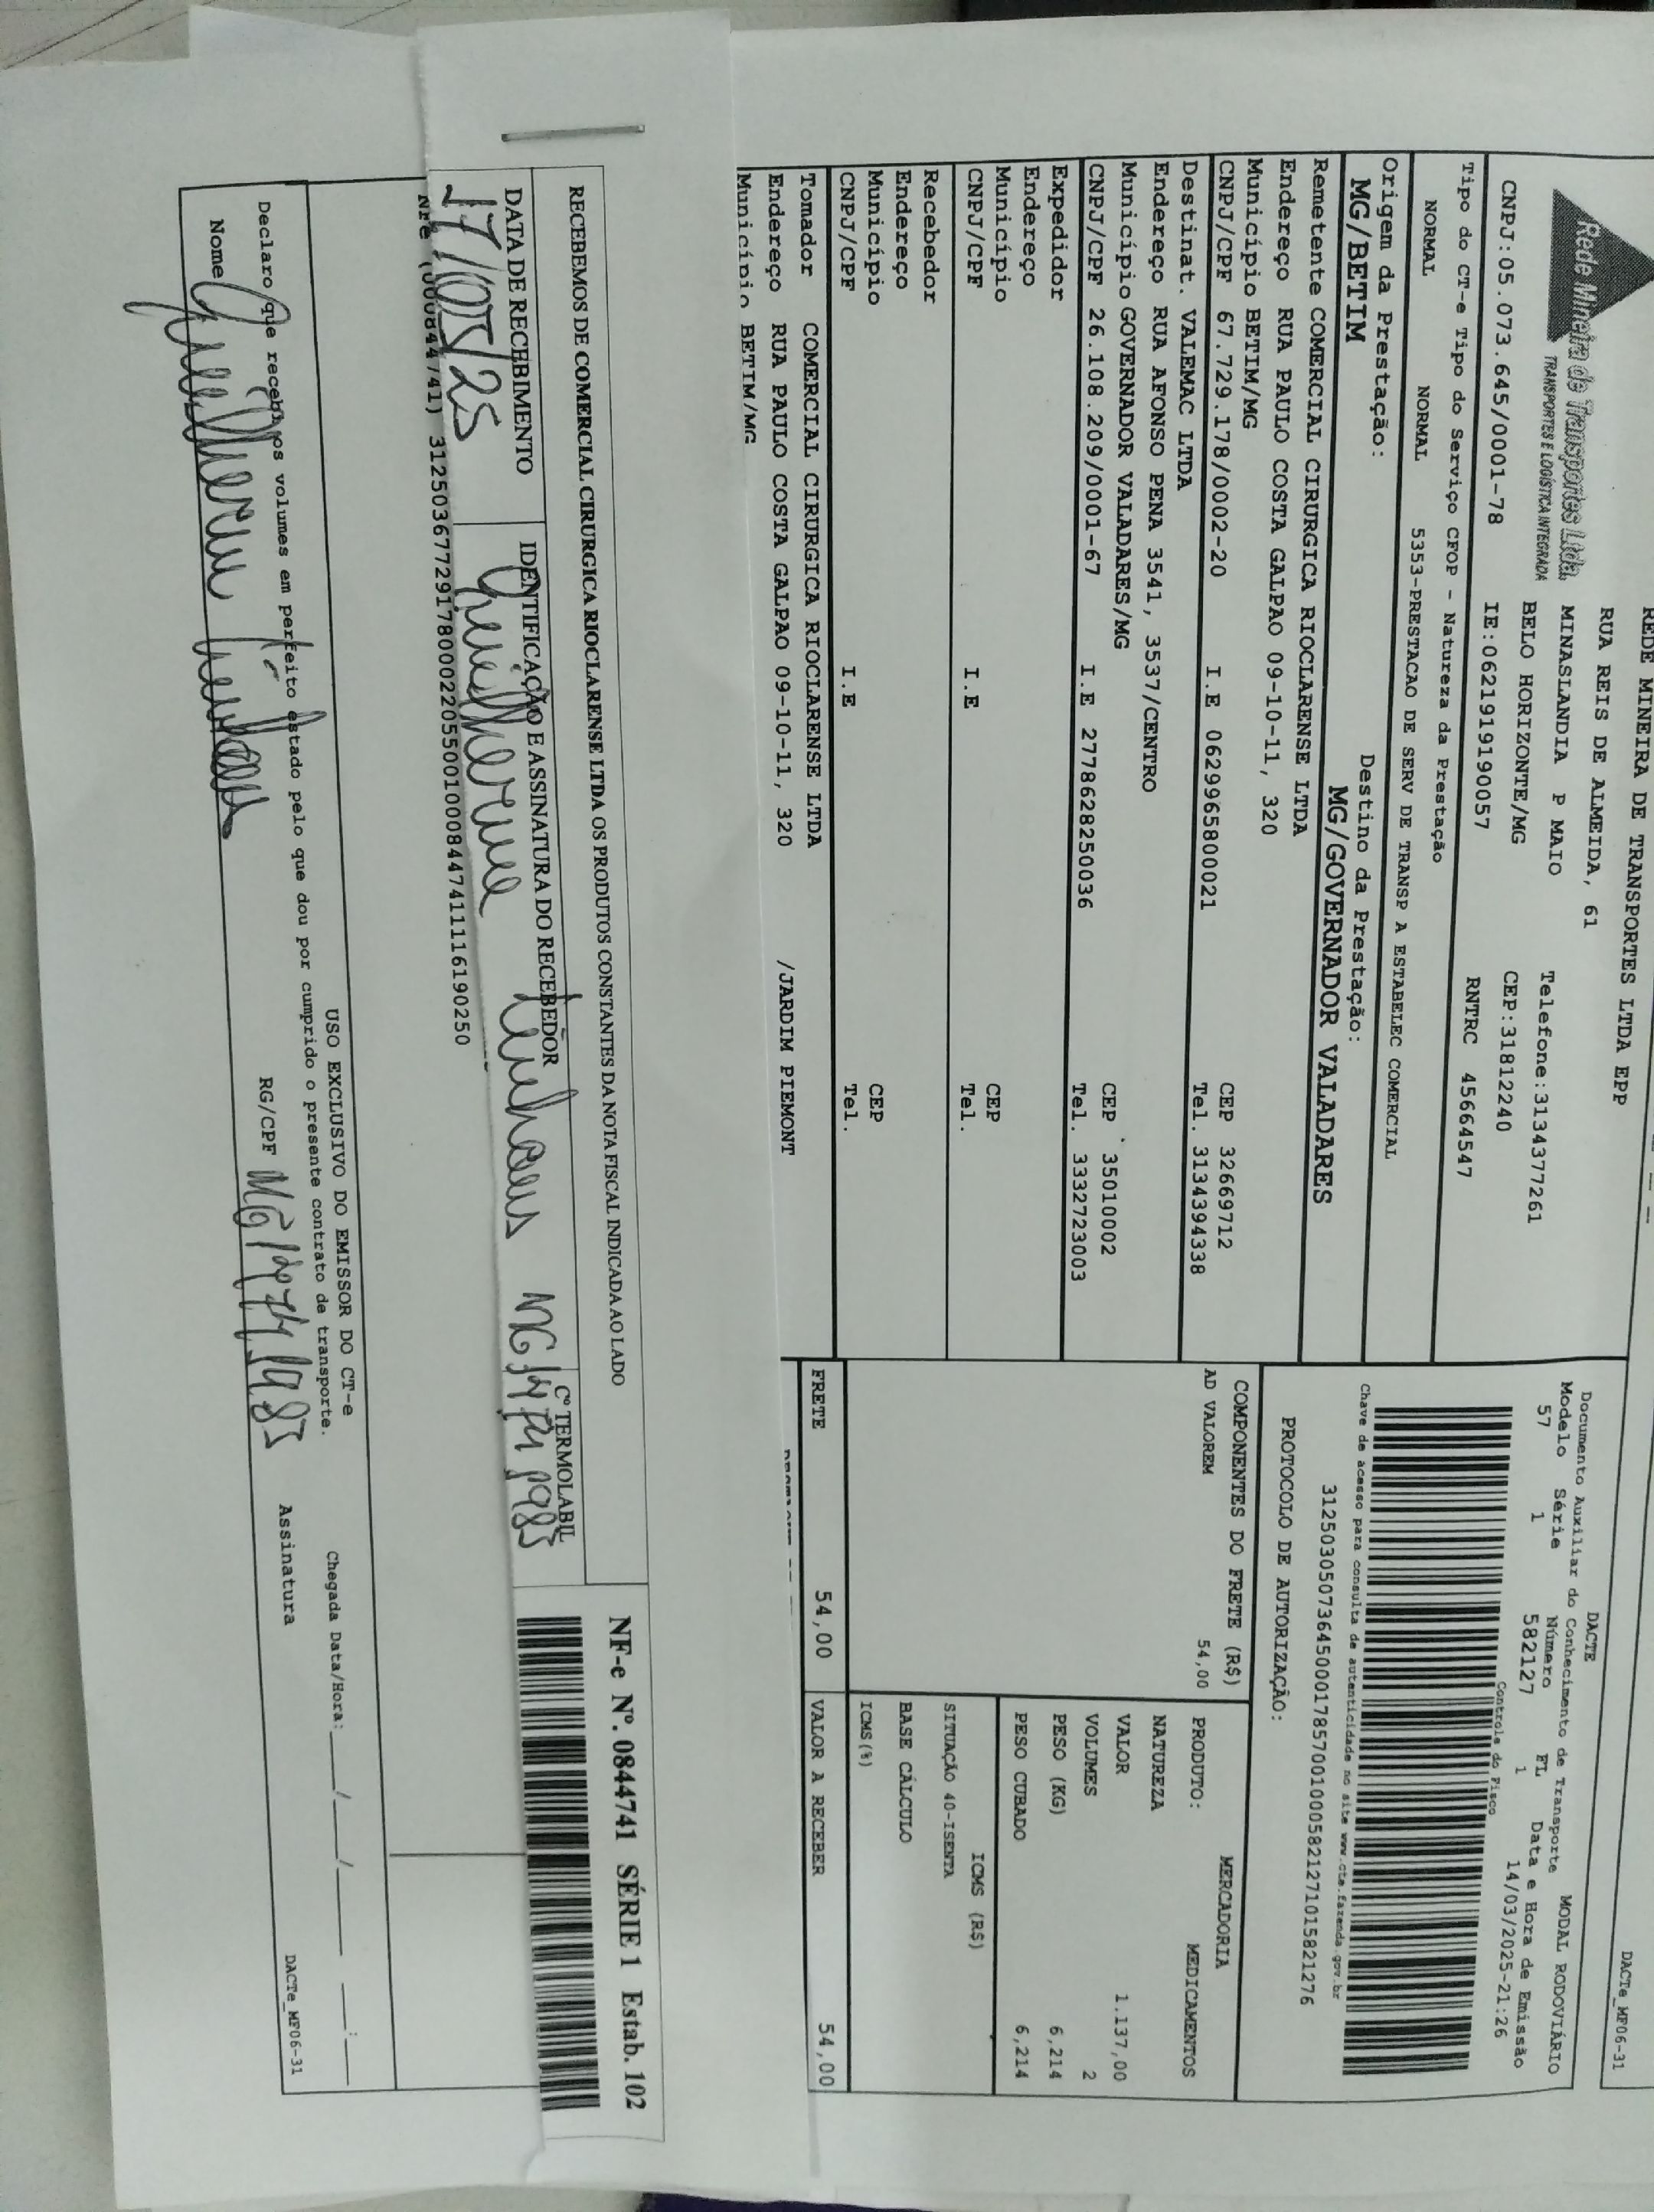 REDE MINEIRA DE TRANSPORTES LTDA EPP
RUA REIS DE ALMEIDA, 61
MINASLANDIA P MAIO Telefone:3134377261
BELO HORIZONTE/MG CEP:31812240
Rede Mineira de Transportes Ltda.
TRANSPORTES E LOGÍSTICA INTEGRADA
CNPJ:05.073.645/0001-78 IE:0621919190057 RNTRC 45664547
Tipo do CT-e Tipo do Serviço CFOP - Natureza da Prestação
NORMAL NORMAL 5353-PRESTACAO DE SERV DE TRANSP A ESTABELEC COMERCIAL
Origem da Prestação: Destino da Prestação:
MG/BETIM MG/GOVERNADOR VALADARES
Remetente COMERCIAL CIRURGICA RIOCLARENSE LTDA
Endereço RUA PAULO COSTA GALPAO 09-10-11, 320
Município BETIM/MG CEP 32669712
CNPJ/CPF 67.729.178/0002-20 I.E 0629965800021 Tel. 3134394338
Destinat. VALEMAC LTDA
Endereço RUA AFONSO PENA 3541, 3537/CENTRO
Município GOVERNADOR VALADARES/MG CEP 35010002
CNPJ/CPF 26.108.209/0001-67 I.E 2778628250036 Tel. 3332723003
Expedidor
Endereço
Município CEP
CNPJ/CPF I.E Tel.
Recebedor
Endereço
Município CEP
CNPJ/CPF I.E Tel.
Tomador COMERCIAL CIRURGICA RIOCLARENSE LTDA
Endereço RUA PAULO COSTA GALPAO 09-10-11, 320 /JARDIM PIEMONT
Município BETIM/MG
DACTE_MF06-31
DACTE
Documento Auxiliar do Conhecimento de Transporte MODAL RODOVIÁRIO
Modelo Série Número FL Data e Hora de Emissão
57 1 582127 1 14/03/2025-21:26
Controle do Fisco
Chave de acesso para consulta de autenticidade no site www.cte.fazenda.gov.br
31250305073645000178570010005821271015821276
PROTOCOLO DE AUTORIZAÇÃO:
COMPONENTES DO FRETE (R$)
AD VALOREM 54,00
MERCADORIA
PRODUTO: MEDICAMENTOS
NATUREZA
VALOR 1.137,00
VOLUMES 2
PESO (KG) 6,214
PESO CUBADO 6,214
ICMS (R$)
SITUAÇÃO 40-ISENTA
BASE CÁLCULO
ICMS(%)
FRETE 54,00 VALOR A RECEBER 54,00
RECEBEMOS DE COMERCIAL CIRURGICA RIOCLARENSE LTDA OS PRODUTOS CONSTANTES DA NOTA FISCAL INDICADA AO LADO
DATA DE RECEBIMENTO IDENTIFICAÇÃO E ASSINATURA DO RECEBEDOR Cº TERMOLABIL
Guilherme
NF-e Nº. 0844741 SÉRIE 1 Estab. 102
NFe (000844741) 31250367729178000220550010008447411116190250
USO EXCLUSIVO DO EMISSOR DO CT-e
Declaro que recebi os volumes em perfeito estado pelo que dou por cumprido o presente contrato de transporte.
Chegada Data/Hora:___/___/____ __:__
Nome Guilherme RG/CPF Assinatura
DACTe_MF06-31